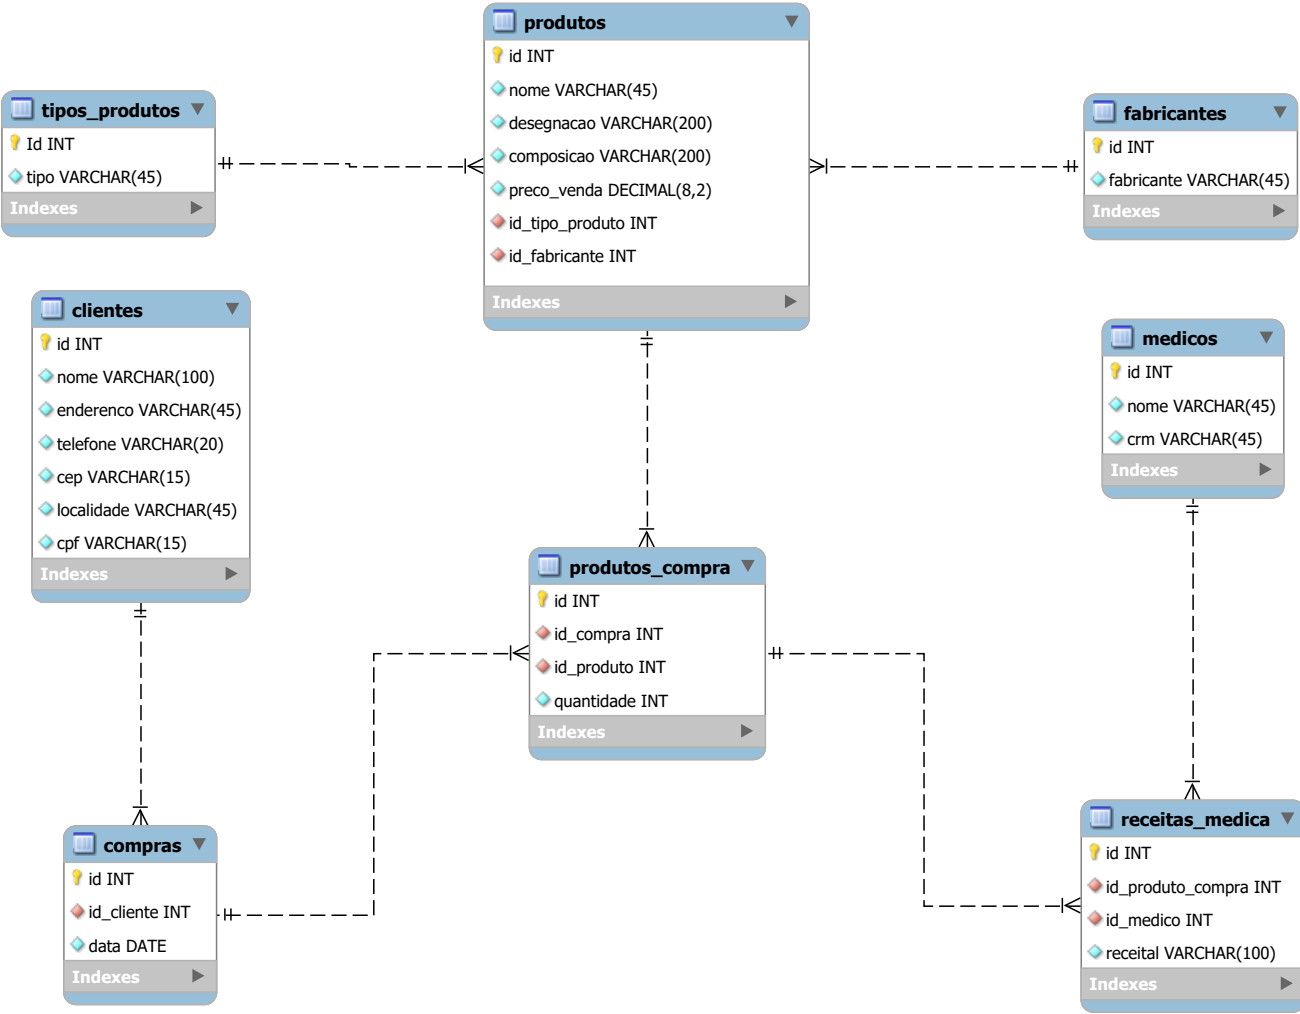 produtos
id INT
nome VARCHAR(45)
desegnacao VARCHAR(200)
composicao VARCHAR(200)
preco_venda DECIMAL(8,2)
id_tipo_produto INT
id_fabricante INT
Indexes
tipos_produtos
Id INT
tipo VARCHAR(45)
Indexes
fabricantes
id INT
fabricante VARCHAR(45)
Indexes
clientes
id INT
nome VARCHAR(100)
enderenco VARCHAR(45)
telefone VARCHAR(20)
cep VARCHAR(15)
localidade VARCHAR(45)
cpf VARCHAR(15)
Indexes
medicos
id INT
nome VARCHAR(45)
crm VARCHAR(45)
Indexes
produtos_compra
id INT
id_compra INT
id_produto INT
quantidade INT
Indexes
compras
id INT
id_cliente INT
data DATE
Indexes
receitas_medica
id INT
id_produto_compra INT
id_medico INT
receital VARCHAR(100)
Indexes